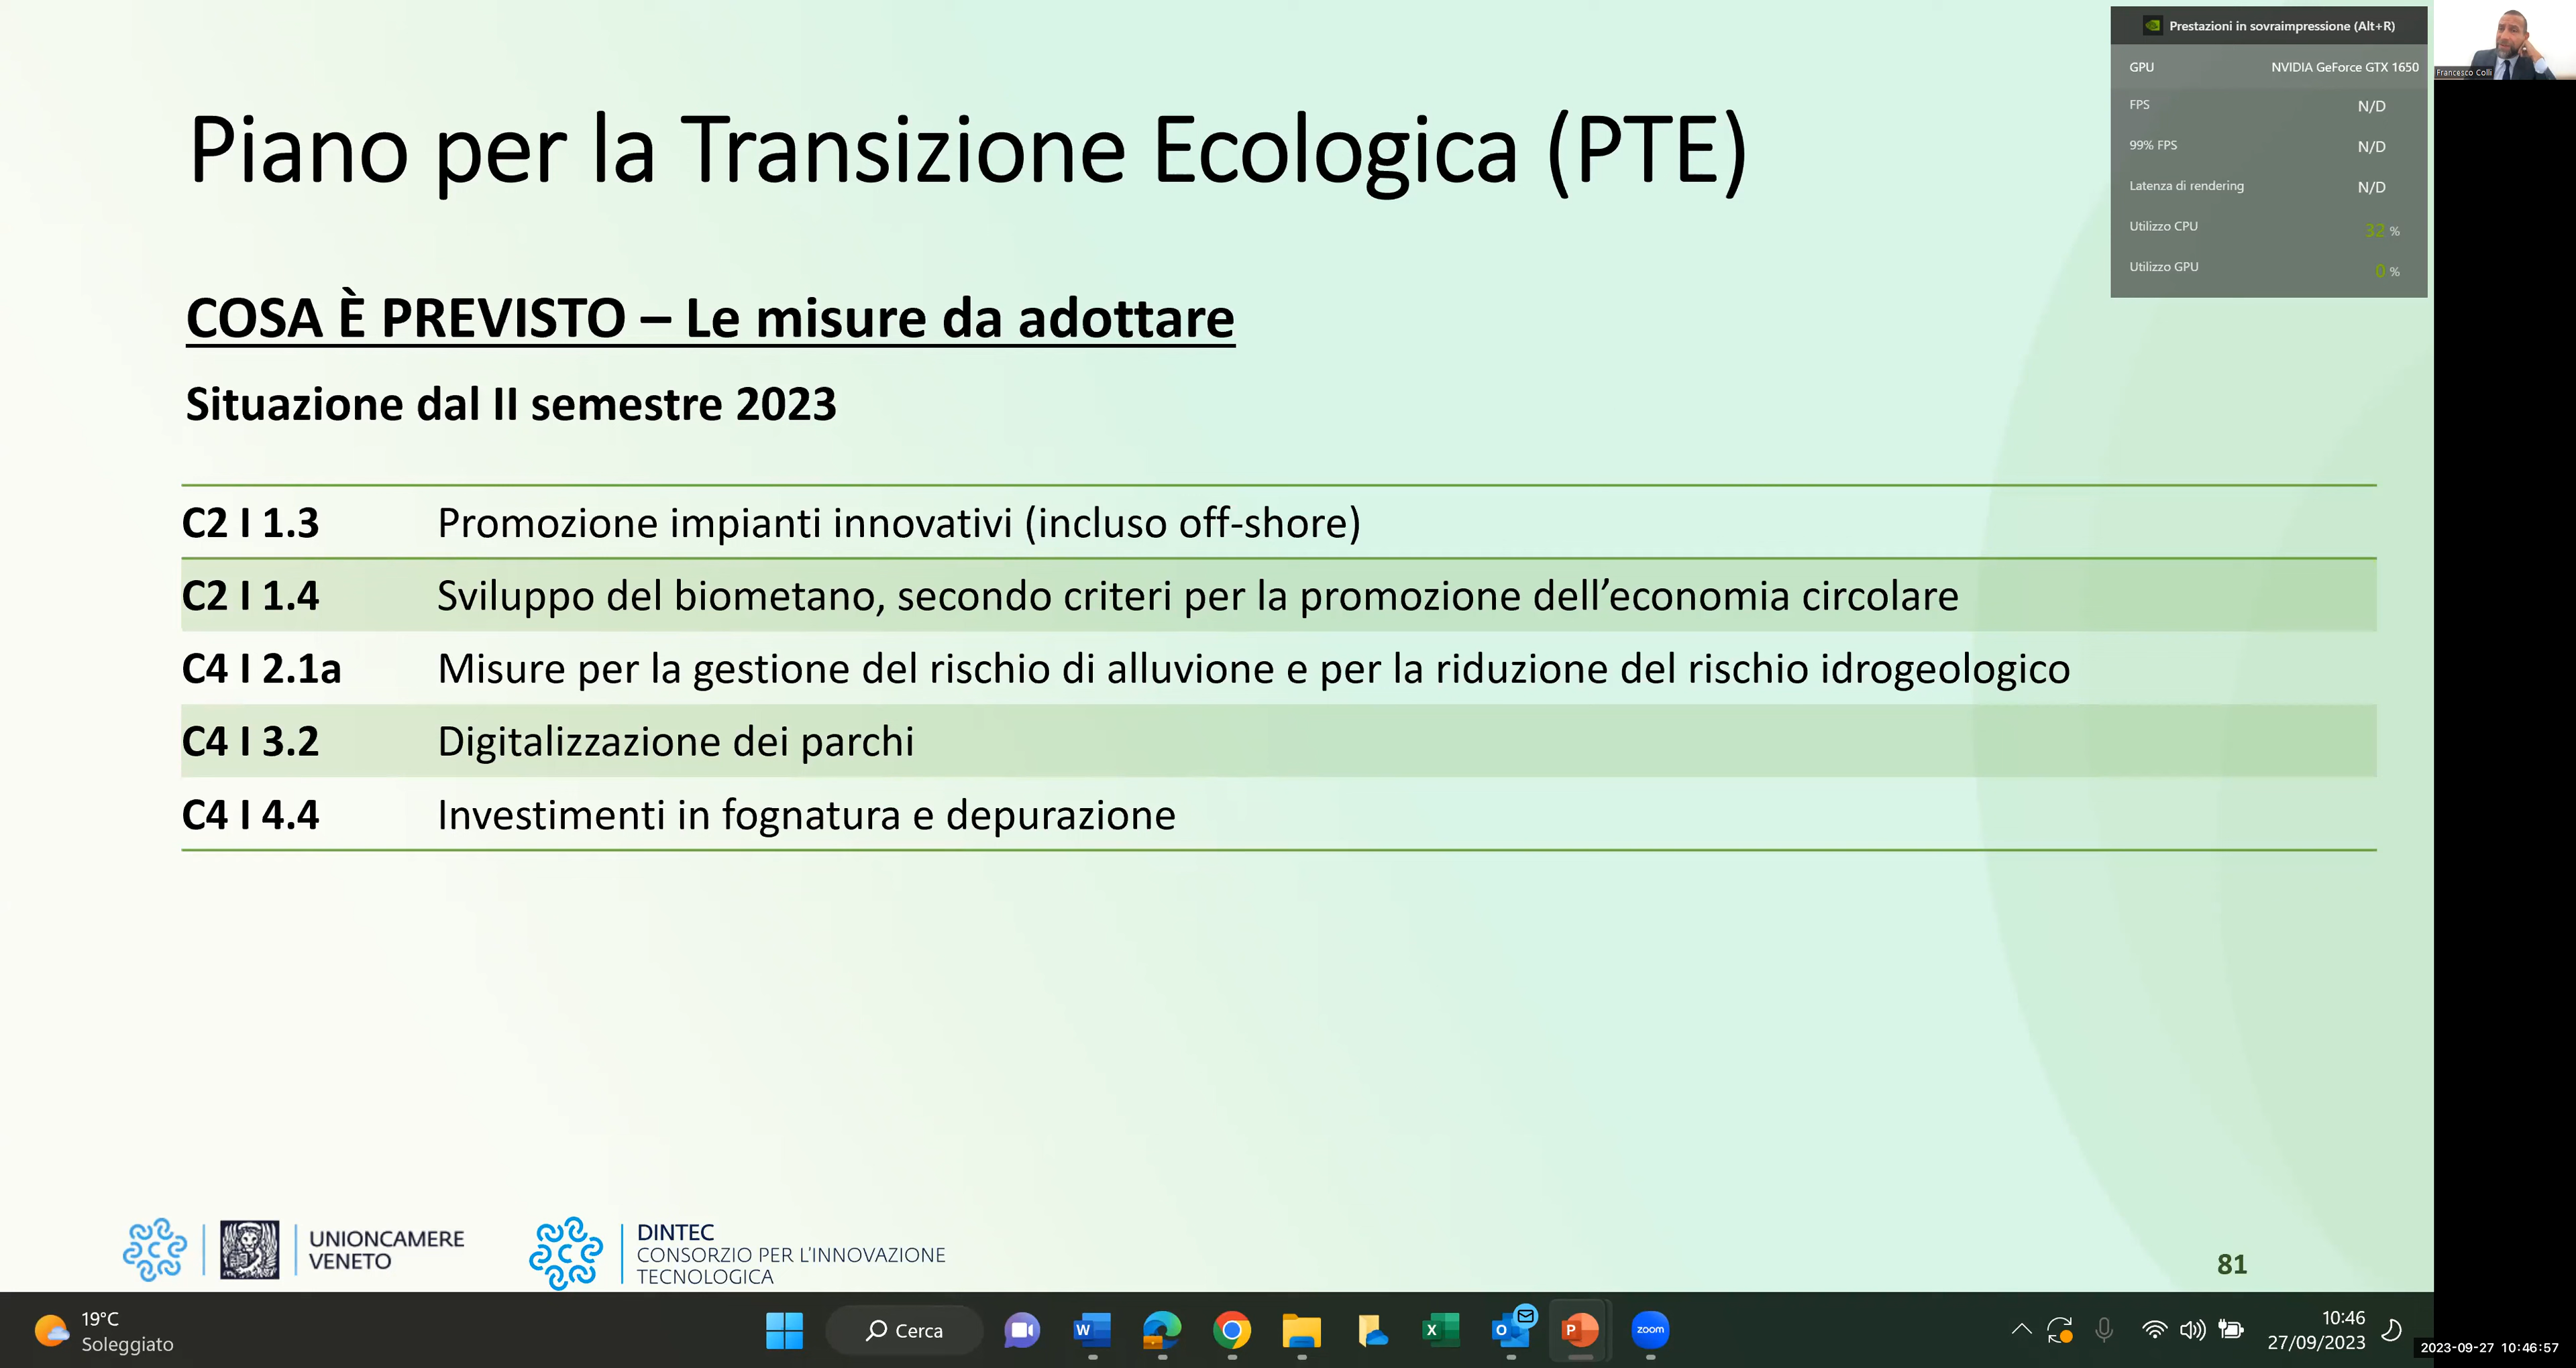 Piano per la Transizione Ecologica (PTE)
COSA È PREVISTO – Le misure da adottare
Situazione dal II semestre 2023
C2 I 1.3 Promozione impianti innovativi (incluso off-shore)
C2 I 1.4 Sviluppo del biometano, secondo criteri per la promozione dell’economia circolare
C4 I 2.1a Misure per la gestione del rischio di alluvione e per la riduzione del rischio idrogeologico
C4 I 3.2 Digitalizzazione dei parchi
C4 I 4.4 Investimenti in fognatura e depurazione
Prestazioni in sovraimpressione (Alt+R)
GPU NVIDIA GeForce GTX 1650
FPS N/D
99% FPS N/D
Latenza di rendering N/D
Utilizzo CPU 32 %
Utilizzo GPU 0 %
Francesco Colli
UNIONCAMERE
VENETO
DINTEC
CONSORZIO PER L'INNOVAZIONE
TECNOLOGICA
81
19°C
Soleggiato
Cerca
zoom
10:46
27/09/2023
2023-09-27 10:46:57